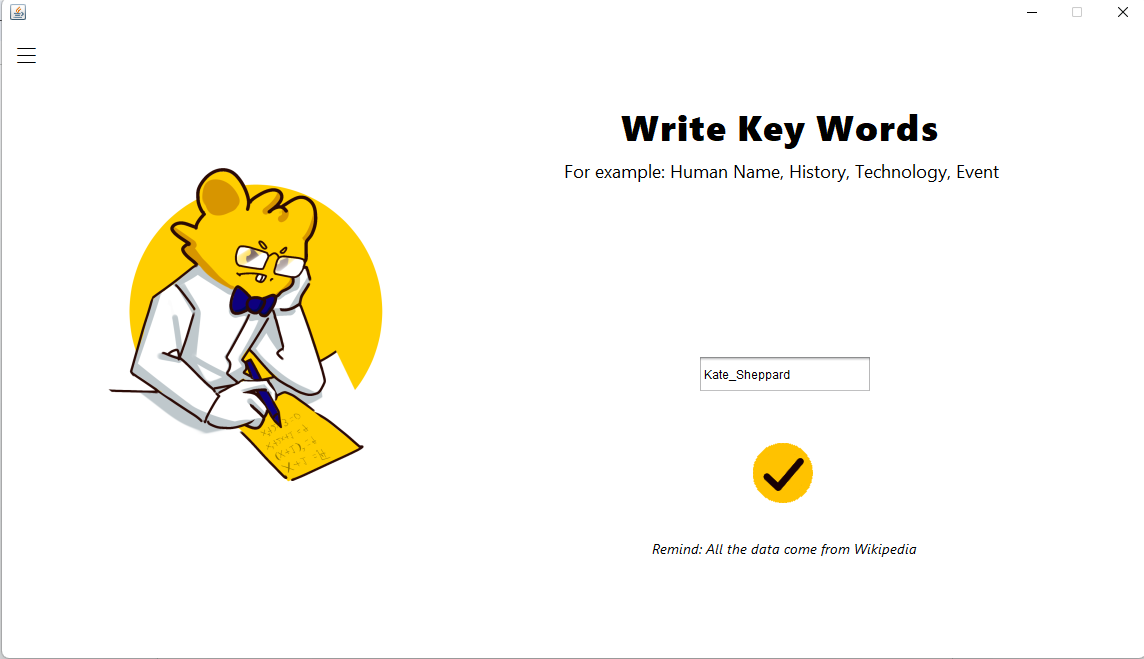 Write Key Words
For example: Human Name, History, Technology, Event
Kate_Sheppard
Remind: All the data come from Wikipedia